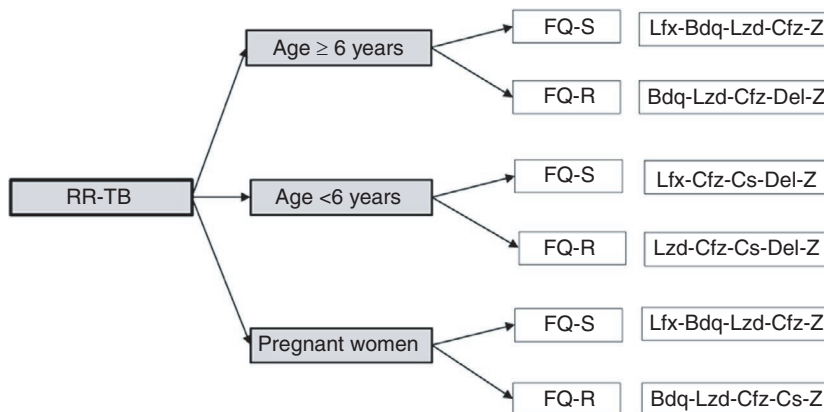 RR-TB
Age ≥ 6 years
FQ-S
Lfx-Bdq-Lzd-Cfz-Z
FQ-R
Bdq-Lzd-Cfz-Del-Z
Age <6 years
FQ-S
Lfx-Cfz-Cs-Del-Z
FQ-R
Lzd-Cfz-Cs-Del-Z
Pregnant women
FQ-S
Lfx-Bdq-Lzd-Cfz-Z
FQ-R
Bdq-Lzd-Cfz-Cs-Z